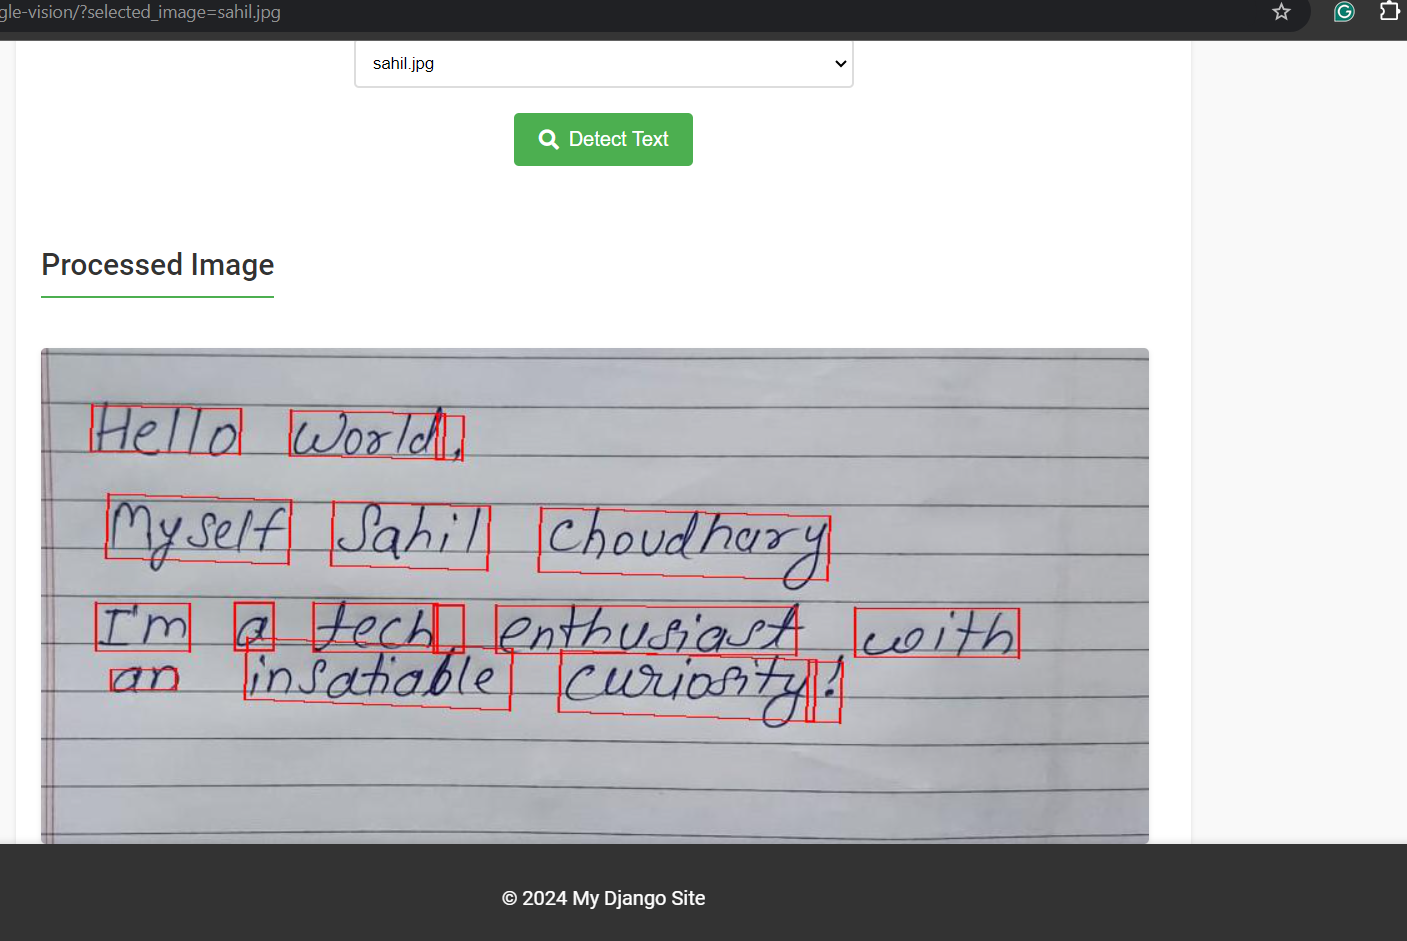 gle-vision/?selected_image=sahil.jpg
sahil.jpg
Detect Text
Processed Image
Hello World,
Myself Sahil Choudhary
I'm a tech enthusiast with
an insatiable curiosity!
© 2024 My Django Site